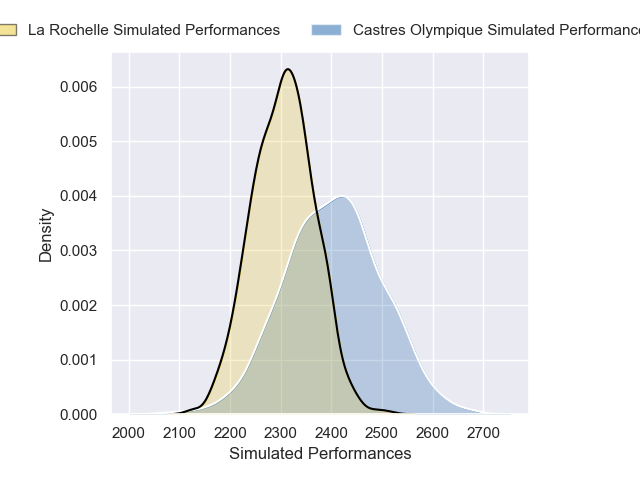 La Rochelle Simulated Performances
Castres Olympique Simulated Performance
0.006
0.005
0.004
0.003
0.002
0.001
0.000
Density
2000 2100 2200 2300 2400 2500 2600 2700
Simulated Performances